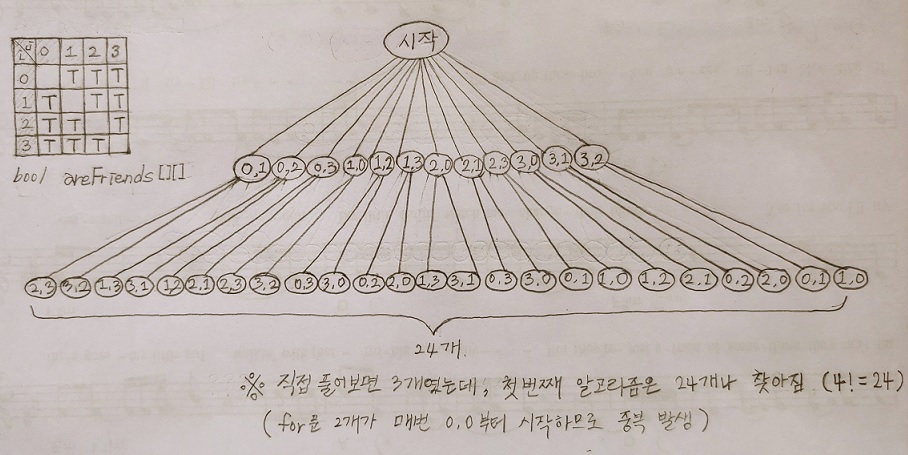 시작
i j 0 1 2 3
0 T T T
1 T T T
2 T T T
3 T T T
bool areFriends[][]
0,1 0,2 0,3 1,0 1,2 1,3 2,0 2,1 2,3 3,0 3,1 3,2
2,3 3,2 1,3 3,1 1,2 2,1 2,3 3,2 0,3 3,0 0,2 2,0 1,3 3,1 0,3 3,0 0,1 1,0 1,2 2,1 0,2 2,0 0,1 1,0
24개
※ 직접 풀어보면 3개였는데, 첫번째 알고리즘은 24개나 찾아짐 (4!=24)
(for문 2개가 매번 0,0부터 시작하므로 중복 발생)